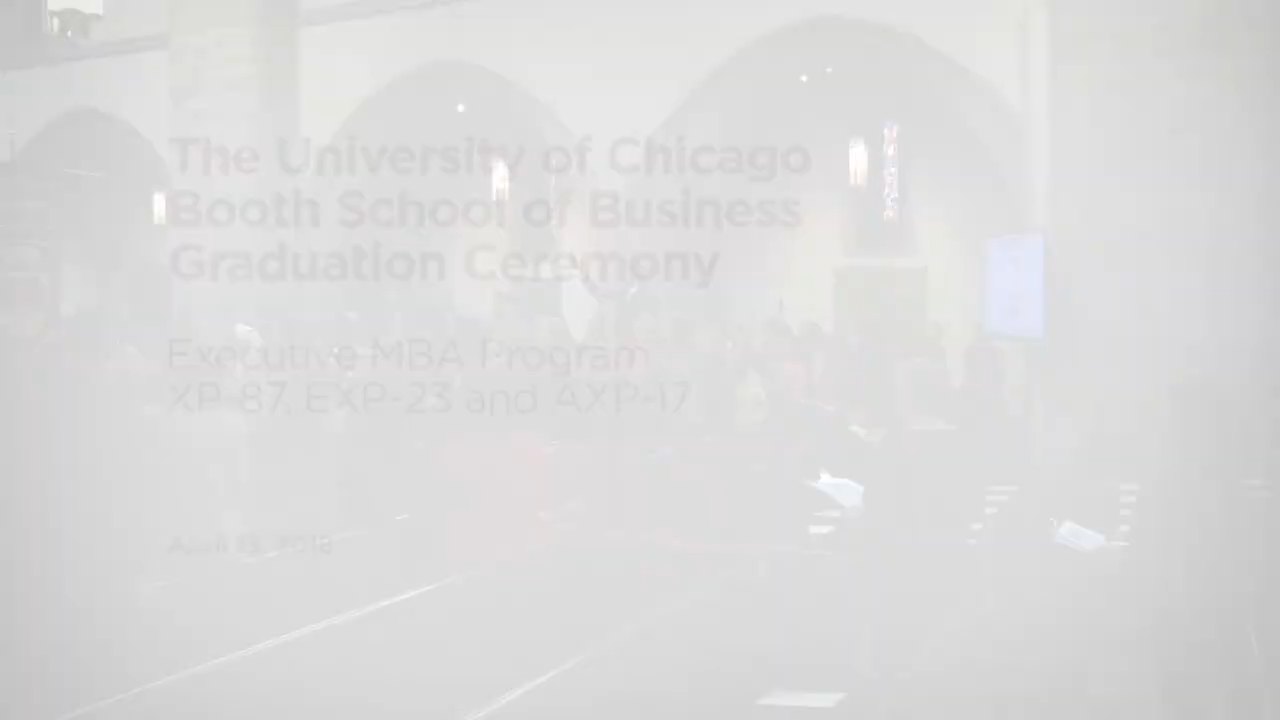 The University of Chicago
Booth School of Business
Graduation Ceremony
Executive MBA Program
XP-87, EXP-23 and AXP-17
2018